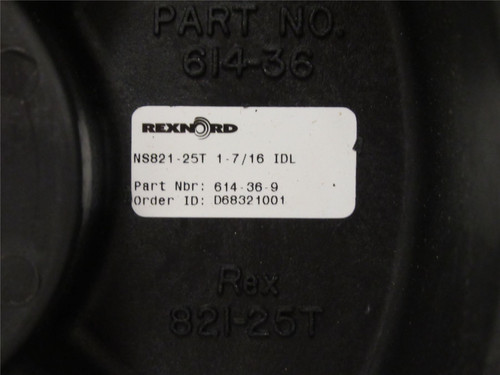 PART NO.
614-36
REXNORD
NS821-25T 1-7/16 IDL
Part Nbr: 614-36-9
Order ID: D68321001
Rex
821-25T